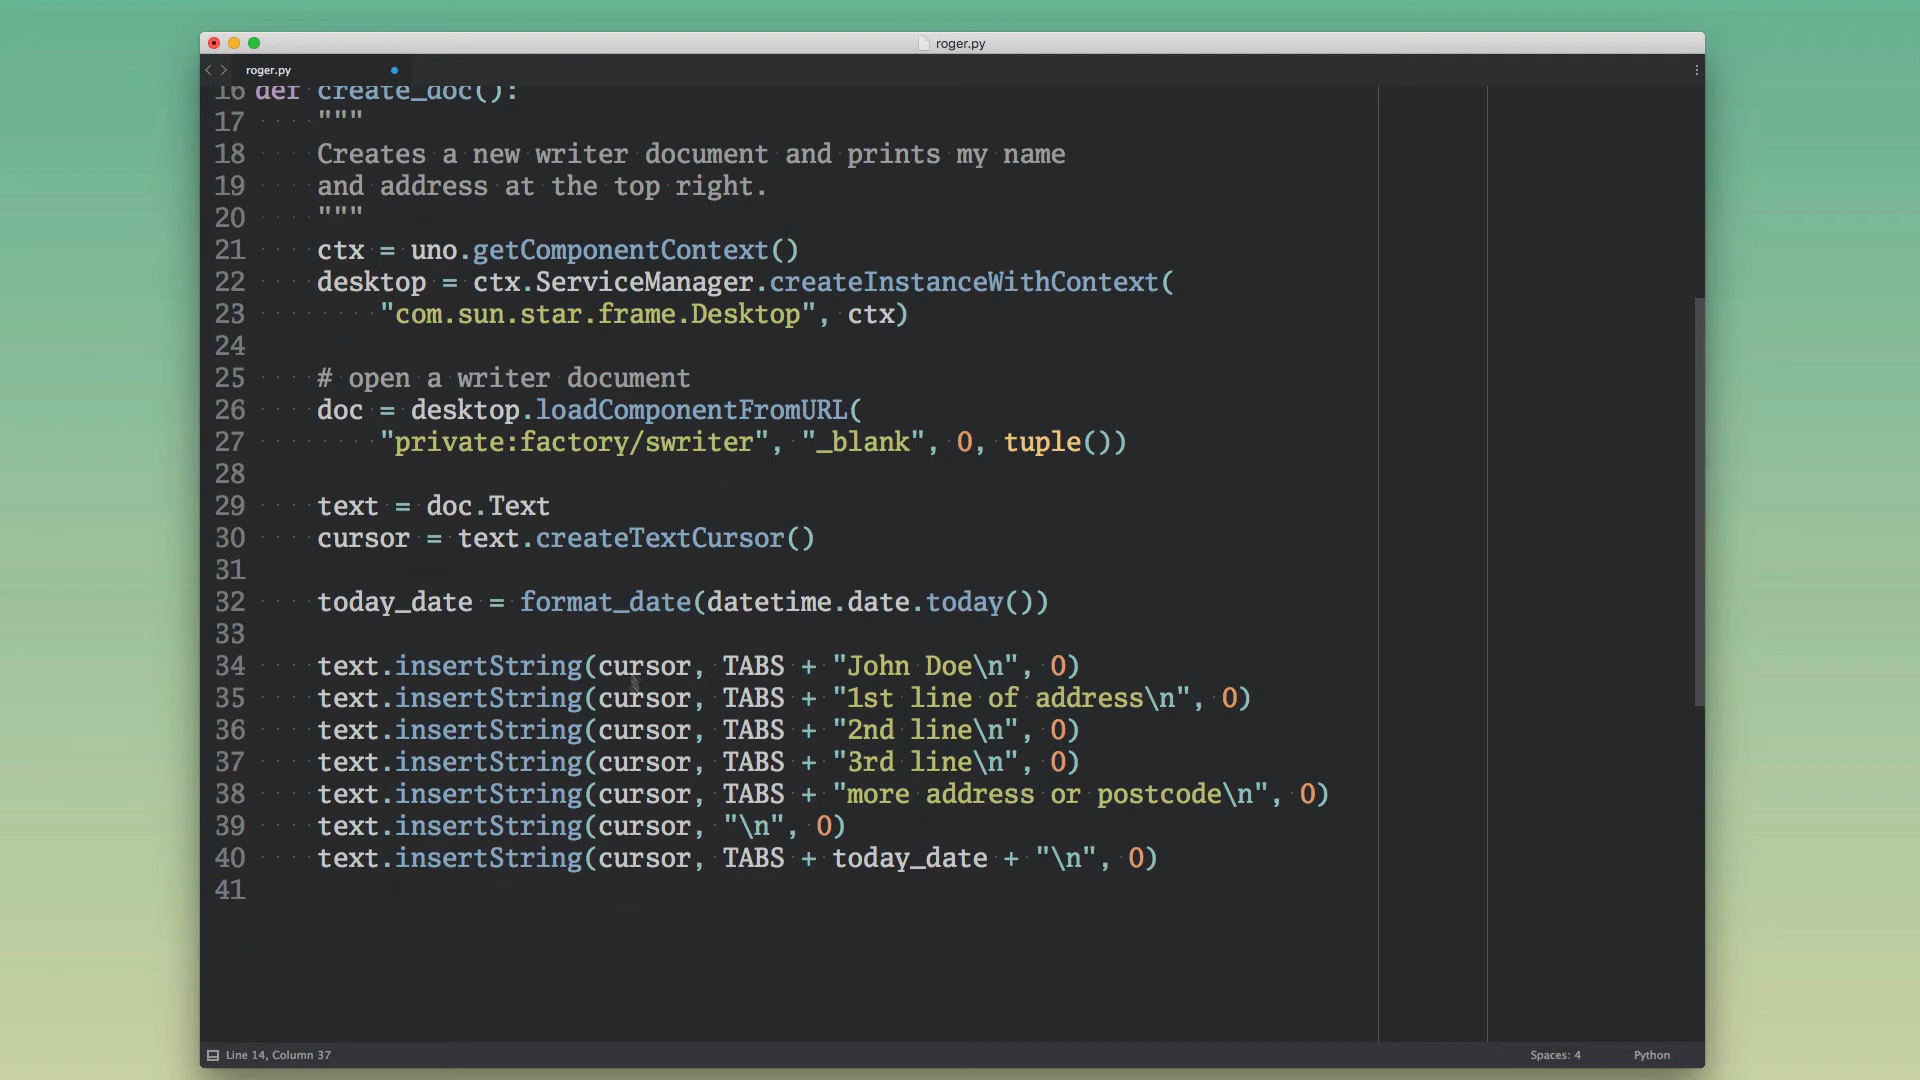 roger.py
roger.py
16 def create_doc():
17 """
18 Creates a new writer document and prints my name
19 and address at the top right.
20 """
21 ctx = uno.getComponentContext()
22 desktop = ctx.ServiceManager.createInstanceWithContext(
23 "com.sun.star.frame.Desktop", ctx)
24
25 # open a writer document
26 doc = desktop.loadComponentFromURL(
27 "private:factory/swriter", "_blank", 0, tuple())
28
29 text = doc.Text
30 cursor = text.createTextCursor()
31
32 today_date = format_date(datetime.date.today())
33
34 text.insertString(cursor, TABS + "John Doe\n", 0)
35 text.insertString(cursor, TABS + "1st line of address\n", 0)
36 text.insertString(cursor, TABS + "2nd line\n", 0)
37 text.insertString(cursor, TABS + "3rd line\n", 0)
38 text.insertString(cursor, TABS + "more address or postcode\n", 0)
39 text.insertString(cursor, "\n", 0)
40 text.insertString(cursor, TABS + today_date + "\n", 0)
41
Line 14, Column 37 Spaces: 4 Python